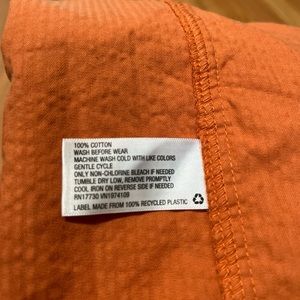 100% COTTON
WASH BEFORE WEAR
MACHINE WASH COLD WITH LIKE COLORS
GENTLE CYCLE
ONLY NON-CHLORINE BLEACH IF NEEDED
TUMBLE DRY LOW, REMOVE PROMPTLY
COOL IRON ON REVERSE SIDE IF NEEDED
RN17730 VN1974109
LABEL MADE FROM 100% RECYCLED PLASTIC